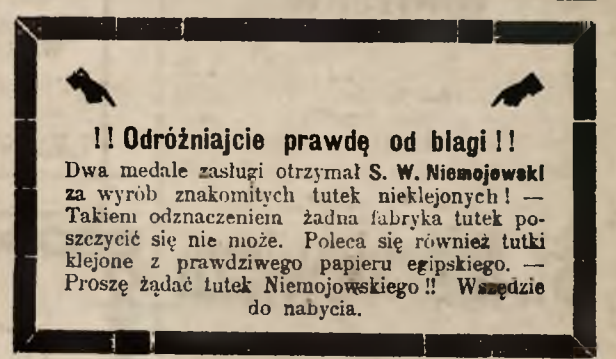 !! Odróżniajcie prawdę od blagi !!
Dwa medale zasługi otrzymał S. W. Niemojewski
za wyrób znakomitych tutek nieklejonych ! —
Takiem odznaczeniem żadna fabryka tutek po-
szczycić się nie może. Poleca się również tutki
klejone z prawdziwego papieru egipskiego. —
Proszę żądać tutek Niemojowskiego !! Wszędzie
do nabycia.